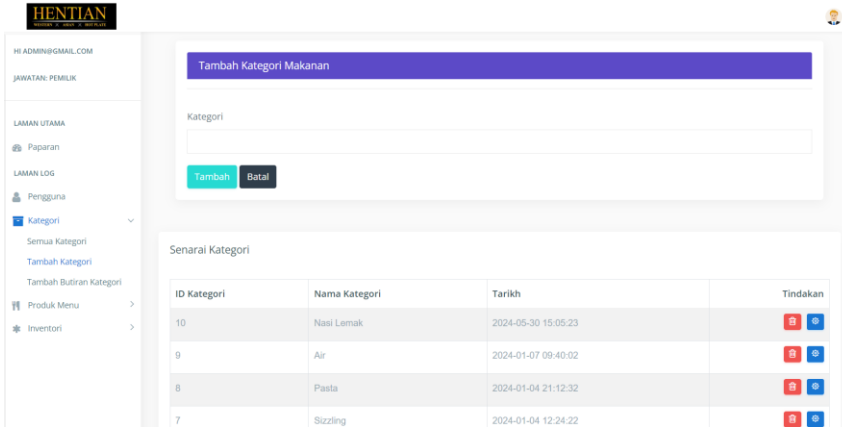 HENTIAN
WESTERN X ASIAN X HOTPLATE
HI ADMIN@GMAIL.COM
JAWATAN: PEMILIK
LAMAN UTAMA
Paparan
LAMAN LOG
Pengguna
Kategori
Semua Kategori
Tambah Kategori
Tambah Butiran Kategori
Produk Menu
Inventori
Tambah Kategori Makanan
Kategori
Tambah Batal
Senarai Kategori
ID Kategori Nama Kategori Tarikh Tindakan
10 Nasi Lemak 2024-05-30 15:05:23
9 Air 2024-01-07 09:40:02
8 Pasta 2024-01-04 21:12:32
7 Sizzling 2024-01-04 12:24:22